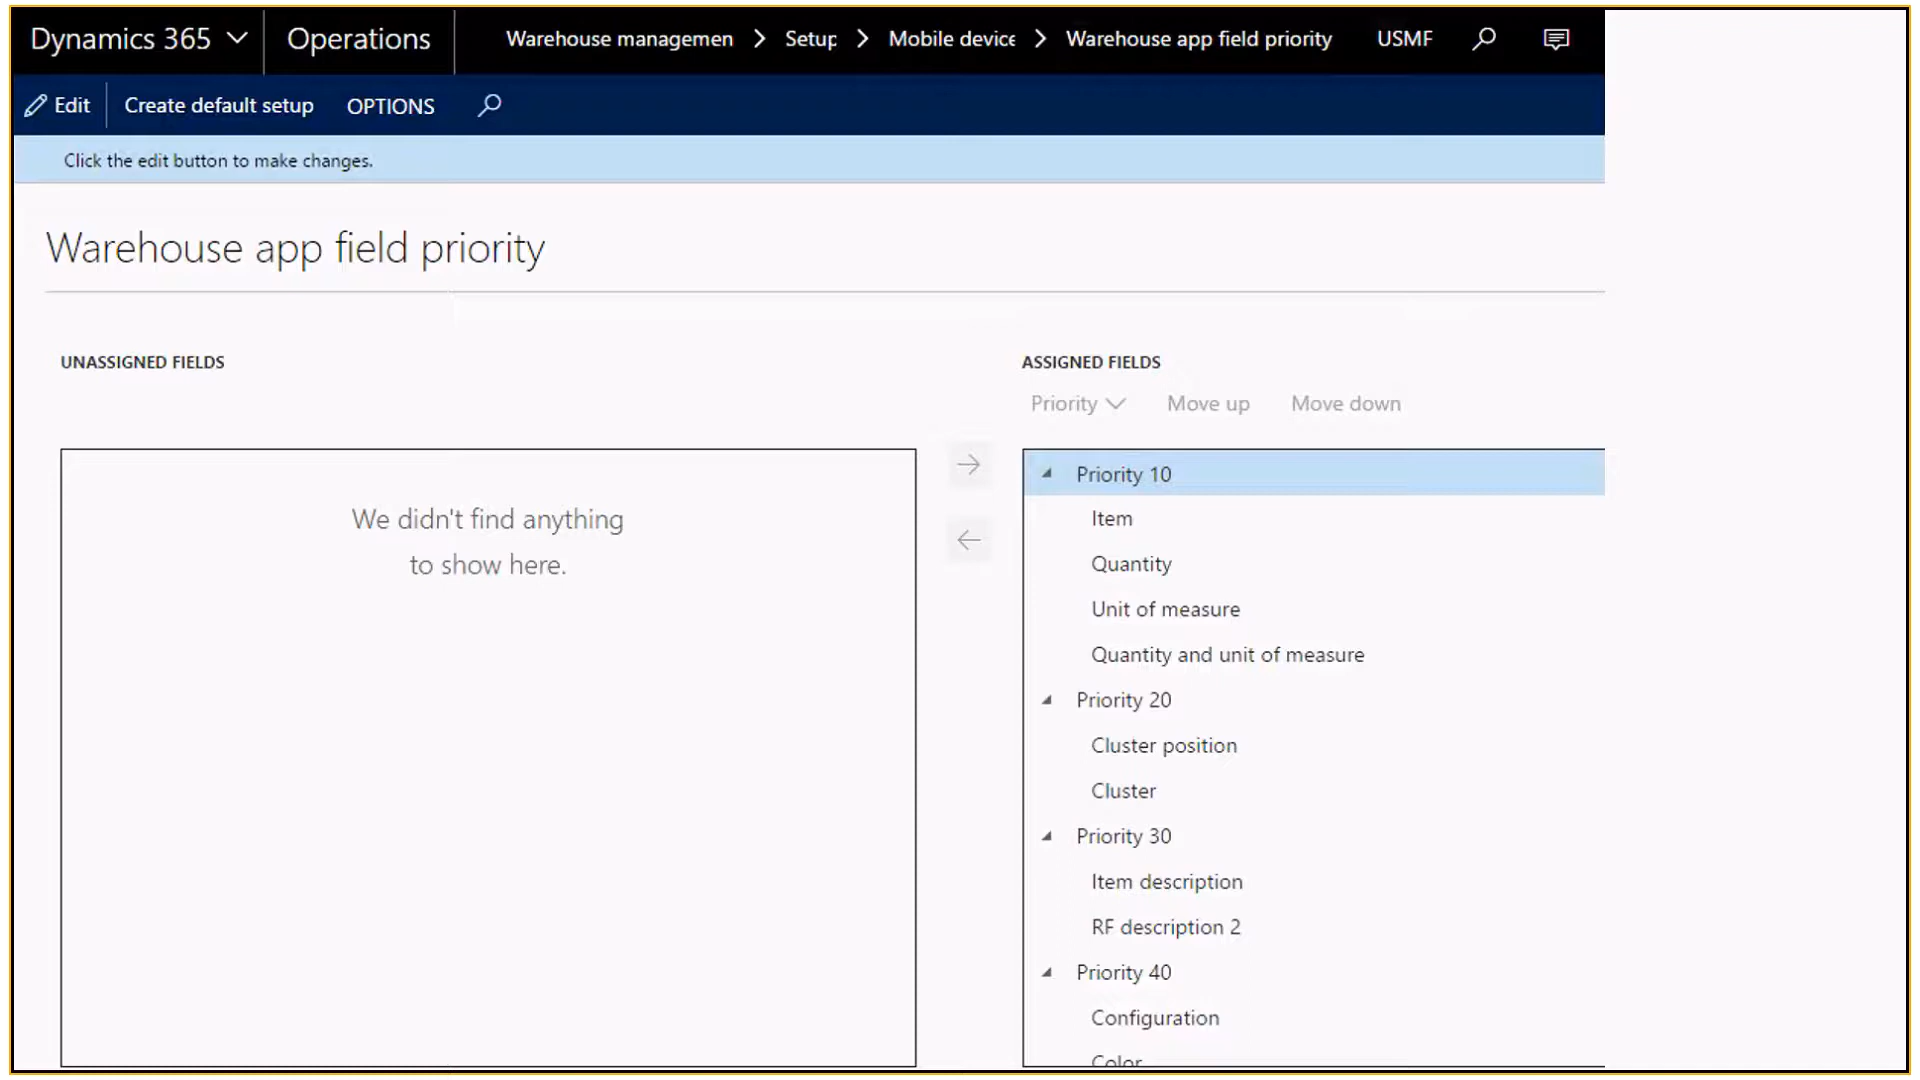 Dynamics 365 Operations Warehouse managemen Setup Mobile device Warehouse app field priority USMF
Edit Create default setup OPTIONS
Click the edit button to make changes.
Warehouse app field priority
UNASSIGNED FIELDS
We didn't find anything
to show here.
ASSIGNED FIELDS
Priority Move up Move down
Priority 10
Item
Quantity
Unit of measure
Quantity and unit of measure
Priority 20
Cluster position
Cluster
Priority 30
Item description
RF description 2
Priority 40
Configuration
Color